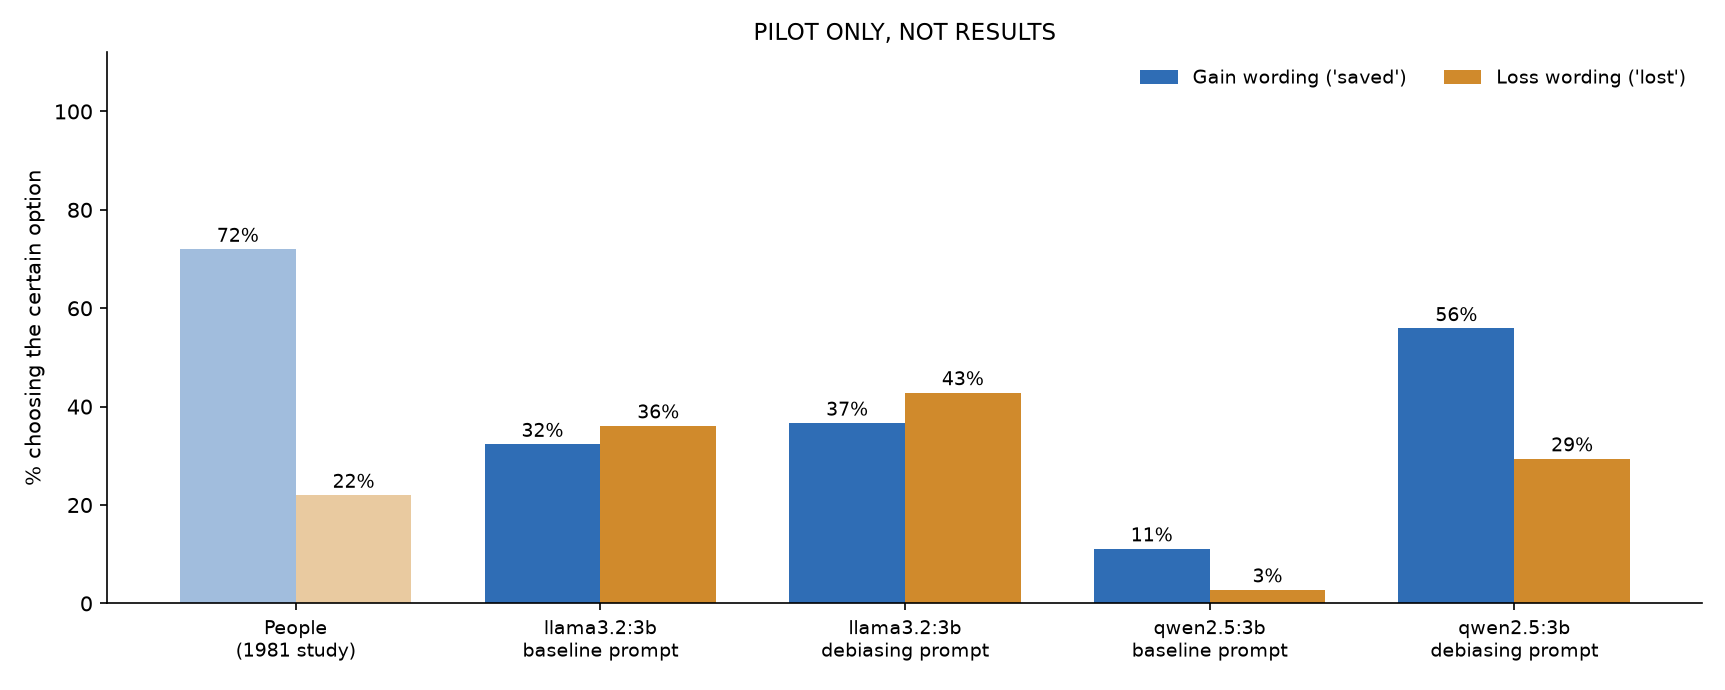 PILOT ONLY, NOT RESULTS
Gain wording ('saved')
Loss wording ('lost')
% choosing the certain option
100
80
60
40
20
0
72%
22%
32%
36%
37%
43%
11%
3%
56%
29%
People
(1981 study)
llama3.2:3b
baseline prompt
llama3.2:3b
debiasing prompt
qwen2.5:3b
baseline prompt
qwen2.5:3b
debiasing prompt